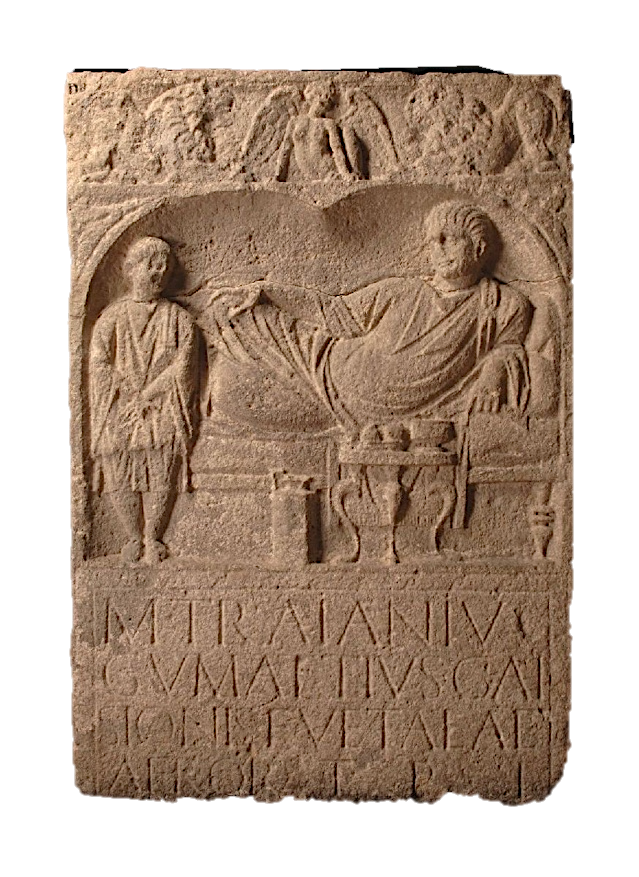 M·TRAIANIVS
GVMATTIVS·GAI
SIONIS·F·VET·ALAE
AFROR T P I